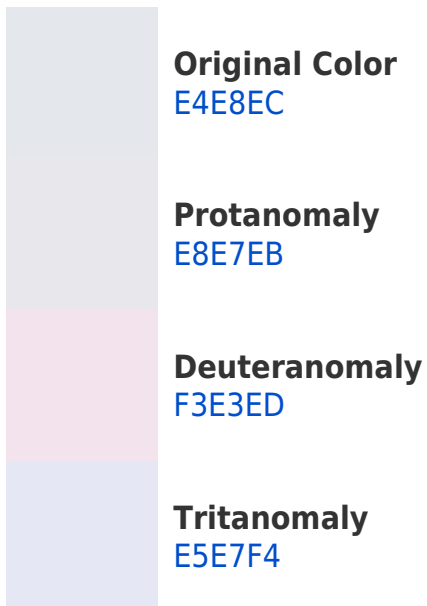 Original Color
E4E8EC
Protanomaly
E8E7EB
Deuteranomaly
F3E3ED
Tritanomaly
E5E7F4